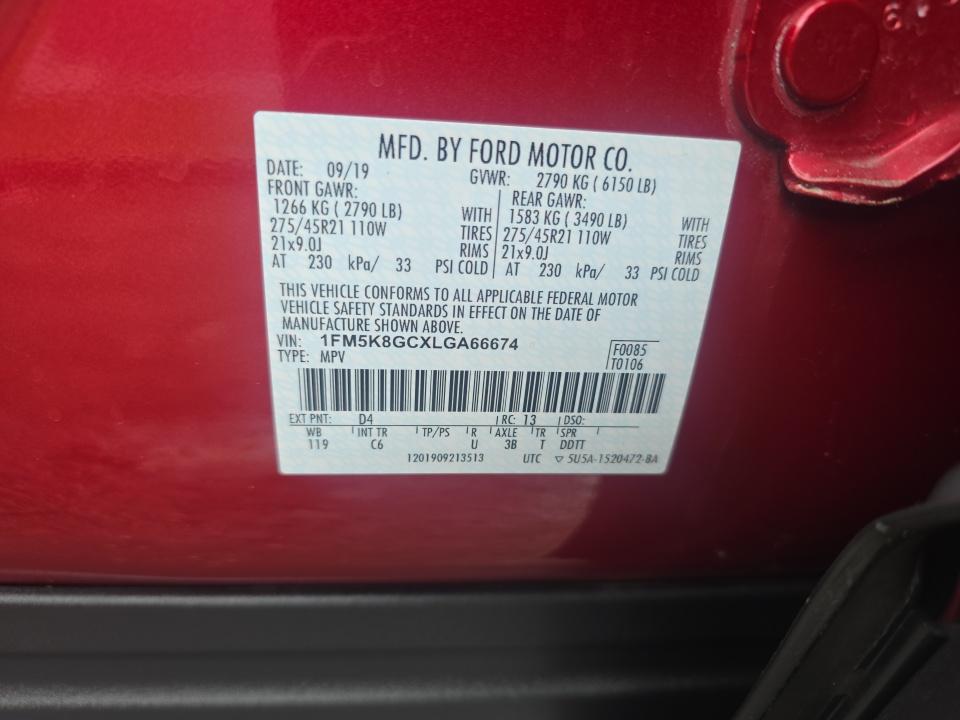 MFD. BY FORD MOTOR CO.
DATE: 09/19 GVWR: 2790 KG ( 6150 LB)
FRONT GAWR: REAR GAWR:
1266 KG ( 2790 LB) WITH 1583 KG ( 3490 LB) WITH
275/45R21 110W TIRES 275/45R21 110W TIRES
21x9.0J RIMS 21x9.0J RIMS
AT 230 kPa/ 33 PSI COLD AT 230 kPa/ 33 PSI COLD
THIS VEHICLE CONFORMS TO ALL APPLICABLE FEDERAL MOTOR
VEHICLE SAFETY STANDARDS IN EFFECT ON THE DATE OF
MANUFACTURE SHOWN ABOVE.
VIN: 1FM5K8GCXLGA66674 F0085
TYPE: MPV T0106
EXT PNT: D4 RC: 13 DSO:
WB INT TR TP/PS R AXLE TR SPR
119 C6 U 3B T DDTT
1201909213513 UTC ▽ 5U5A-1520472-BA